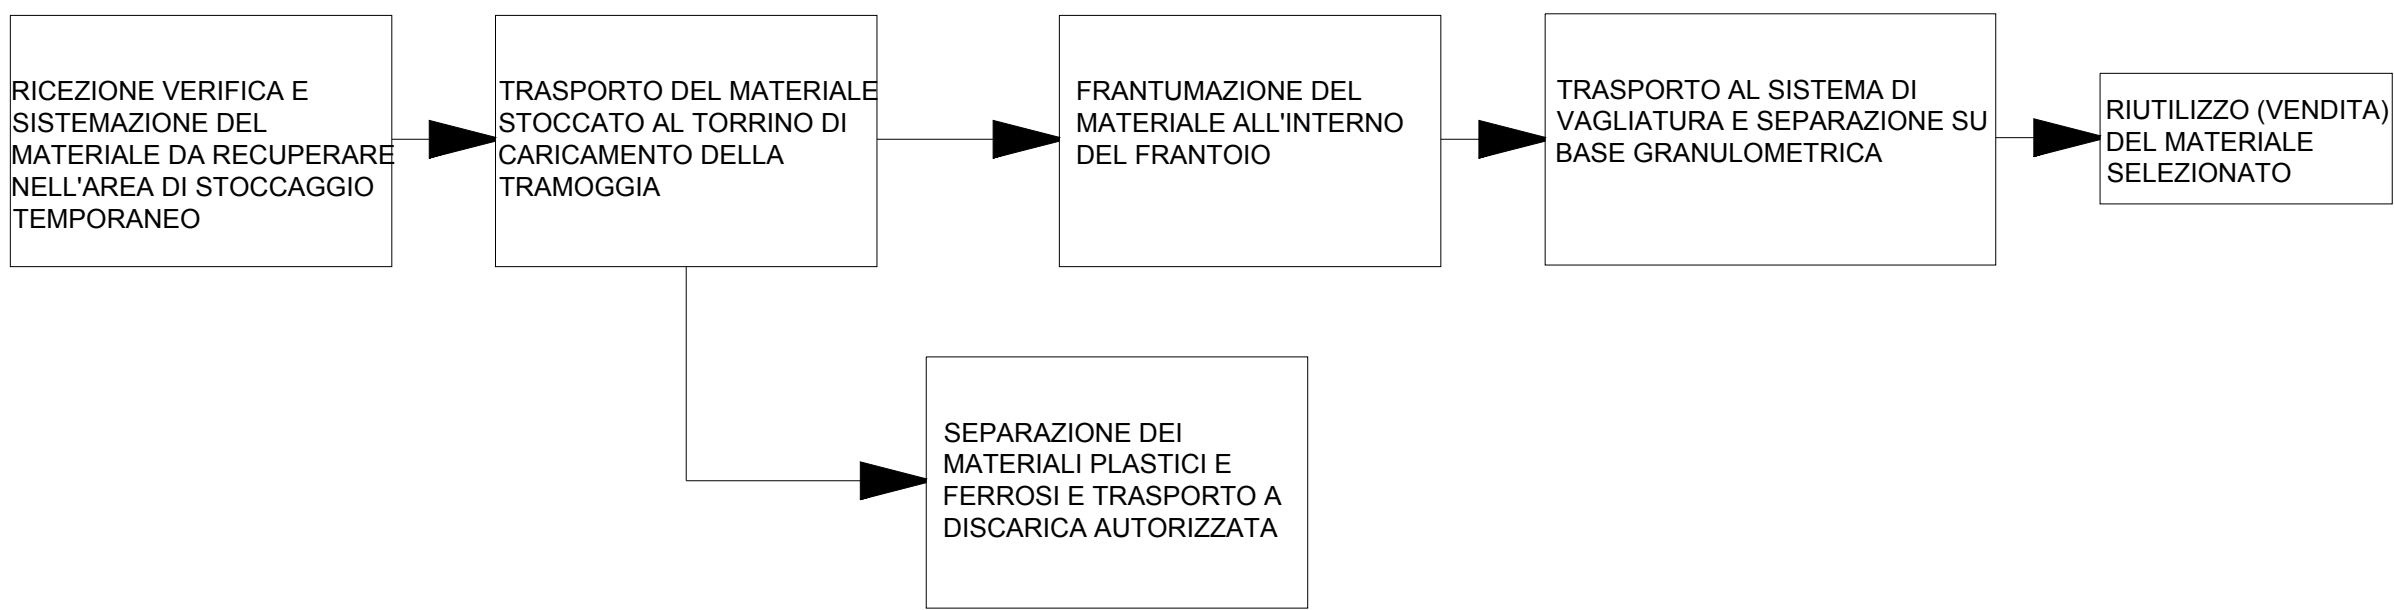 RICEZIONE VERIFICA E
SISTEMAZIONE DEL
MATERIALE DA RECUPERARE
NELL'AREA DI STOCCAGGIO
TEMPORANEO
TRASPORTO DEL MATERIALE
STOCCATO AL TORRINO DI
CARICAMENTO DELLA
TRAMOGGIA
FRANTUMAZIONE DEL
MATERIALE ALL'INTERNO
DEL FRANTOIO
TRASPORTO AL SISTEMA DI
VAGLIATURA E SEPARAZIONE SU
BASE GRANULOMETRICA
RIUTILIZZO (VENDITA)
DEL MATERIALE
SELEZIONATO
SEPARAZIONE DEI
MATERIALI PLASTICI E
FERROSI E TRASPORTO A
DISCARICA AUTORIZZATA